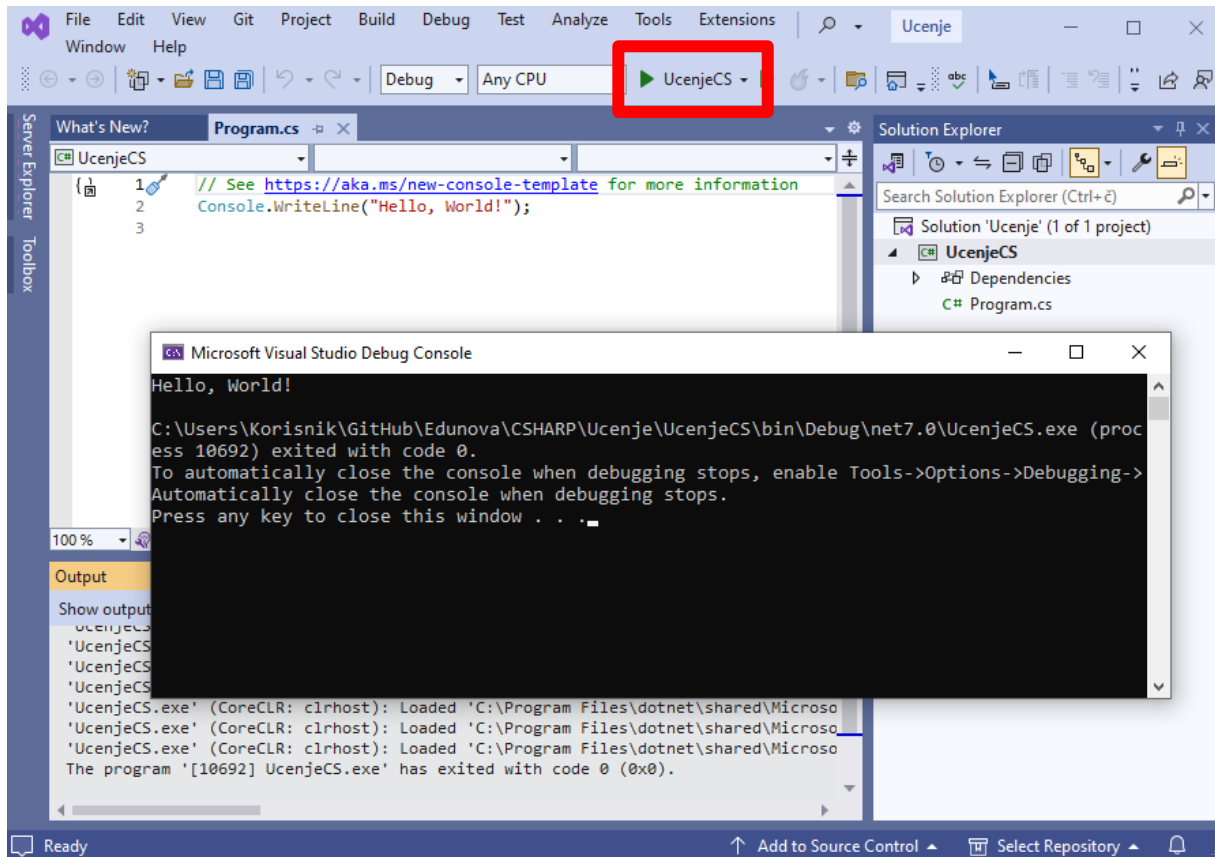 File Edit View Git Project Build Debug Test Analyze Tools Extensions
Window Help
Ucenje
Debug Any CPU UcenjeCS
abc
Server Explorer
Toolbox
What's New? Program.cs
C# UcenjeCS
1 // See https://aka.ms/new-console-template for more information
2 Console.WriteLine("Hello, World!");
3
Solution Explorer
Search Solution Explorer (Ctrl+č)
Solution 'Ucenje' (1 of 1 project)
C# UcenjeCS
Dependencies
C# Program.cs
C:\ Microsoft Visual Studio Debug Console
Hello, World!
C:\Users\Korisnik\GitHub\Edunova\CSHARP\Ucenje\UcenjeCS\bin\Debug\net7.0\UcenjeCS.exe (proc
ess 10692) exited with code 0.
To automatically close the console when debugging stops, enable Tools->Options->Debugging->
Automatically close the console when debugging stops.
Press any key to close this window . . .
100 %
Output
Show output
'UcenjeCS
'UcenjeCS
'UcenjeCS
'UcenjeCS
'UcenjeCS.exe' (CoreCLR: clrhost): Loaded 'C:\Program Files\dotnet\shared\Microso
'UcenjeCS.exe' (CoreCLR: clrhost): Loaded 'C:\Program Files\dotnet\shared\Microso
'UcenjeCS.exe' (CoreCLR: clrhost): Loaded 'C:\Program Files\dotnet\shared\Microso
The program '[10692] UcenjeCS.exe' has exited with code 0 (0x0).
Ready Add to Source Control Select Repository